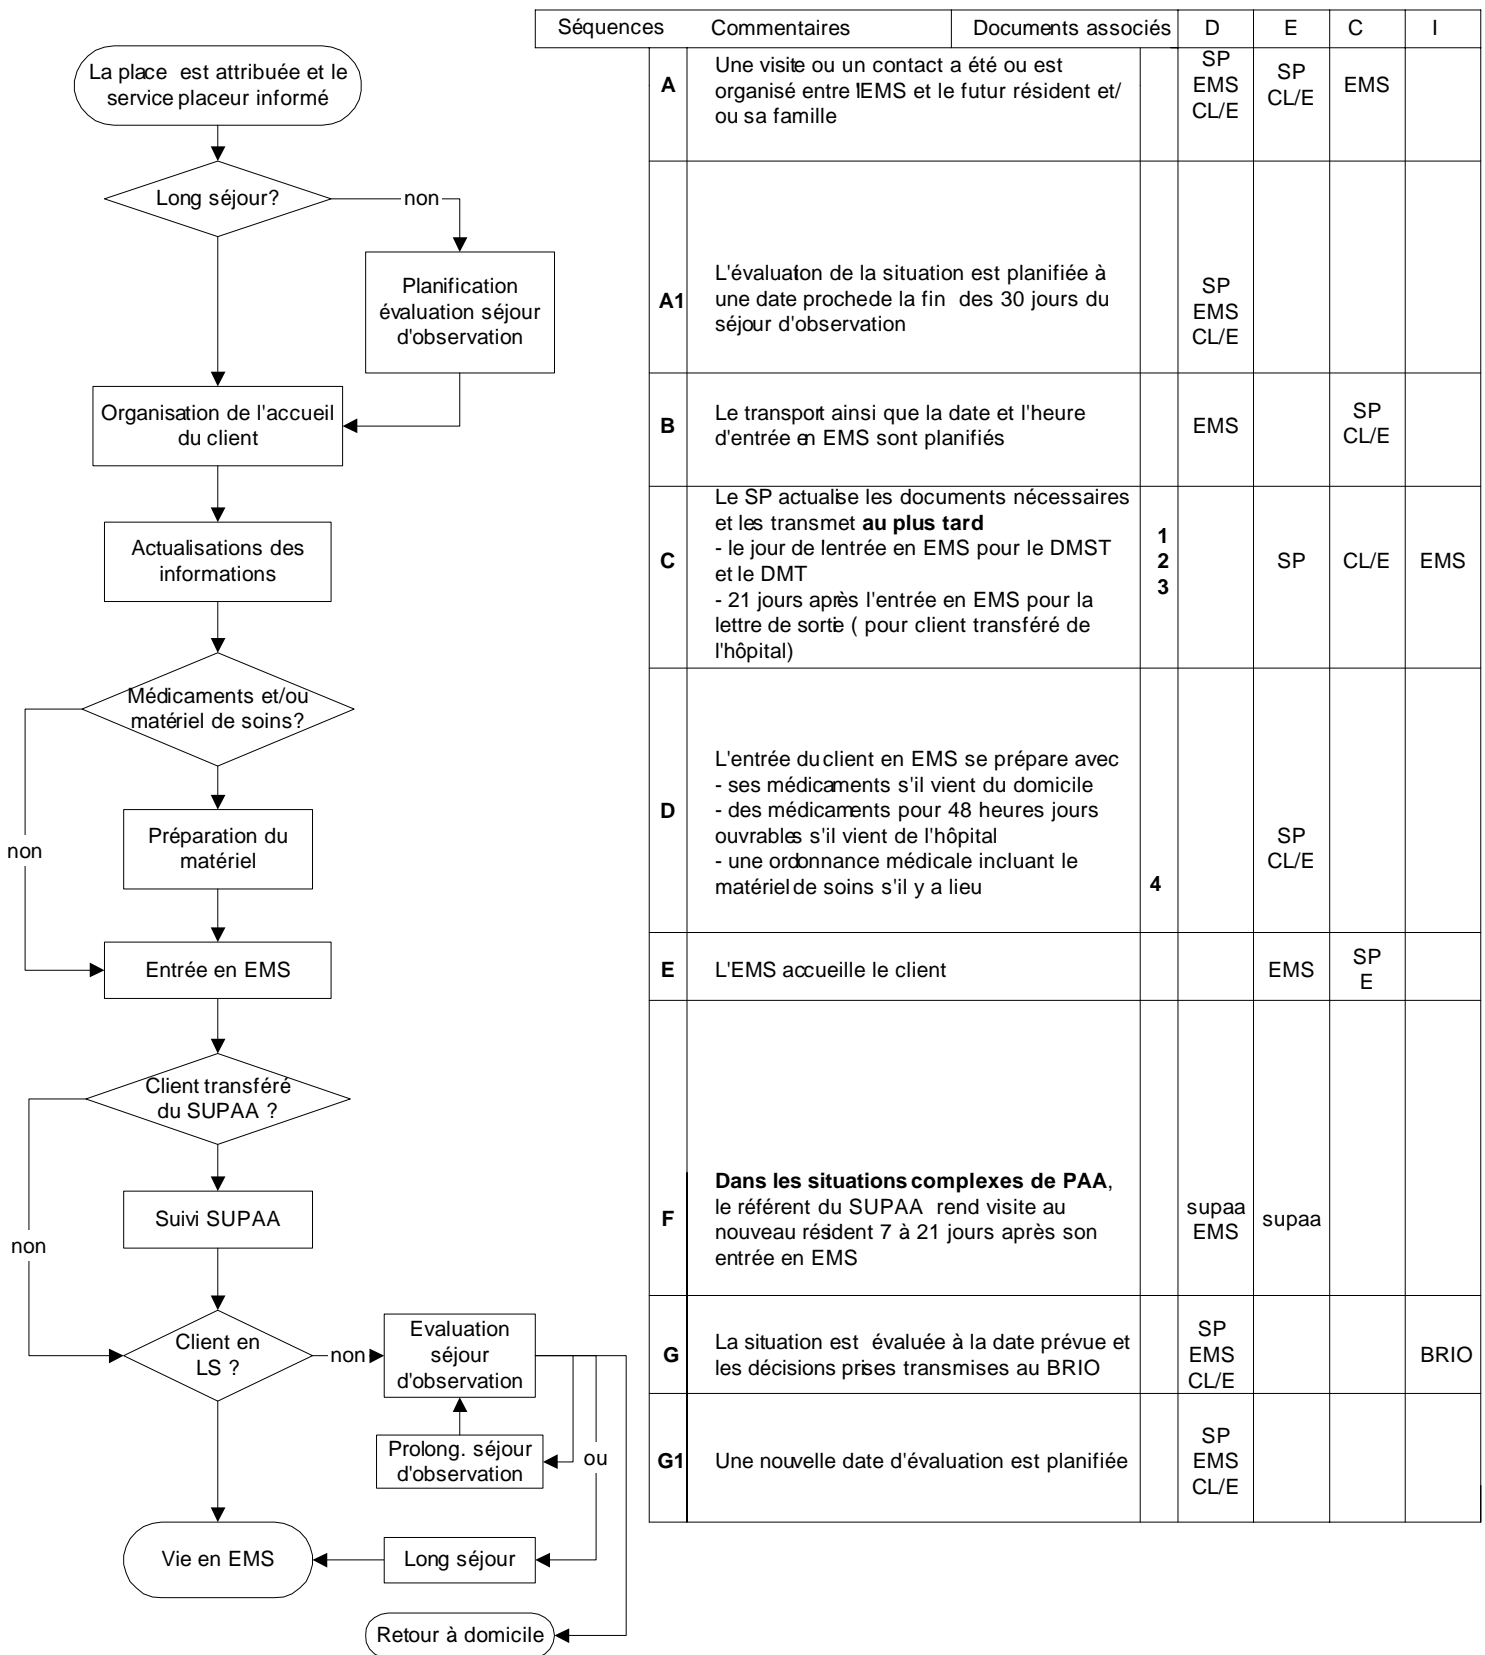 La place est attribuée et le
service placeur informé
Long séjour?
non
Planification
évaluation séjour
d'observation
Organisation de l'accueil
du client
Actualisations des
informations
Médicaments et/ou
matériel de soins?
non
Préparation du
matériel
Entrée en EMS
Client transféré
du SUPAA ?
non
Suivi SUPAA
Client en
LS ?
non
Evaluation
séjour
d'observation
Prolong. séjour
d'observation
ou
Vie en EMS
Long séjour
Retour à domicile
Séquences Commentaires Documents associés D E C I
A
Une visite ou un contact a été ou est
organisé entre l'EMS et le futur résident et/
ou sa famille
SP
EMS
CL/E
SP
CL/E
EMS
A1
L'évaluation de la situation est planifiée à
une date proche de la fin des 30 jours du
séjour d'observation
SP
EMS
CL/E
B
Le transport ainsi que la date et l'heure
d'entrée en EMS sont planifiés
EMS
SP
CL/E
C
Le SP actualise les documents nécessaires
et les transmet au plus tard
- le jour de lentrée en EMS pour le DMST
et le DMT
- 21 jours après l'entrée en EMS pour la
lettre de sortie ( pour client transféré de
l'hôpital)
1
2
3
SP
CL/E
EMS
D
L'entrée du client en EMS se prépare avec
- ses médicaments s'il vient du domicile
- des médicaments pour 48 heures jours
ouvrables s'il vient de l'hôpital
- une ordonnance médicale incluant le
matériel de soins s'il y a lieu
4
SP
CL/E
E
L'EMS accueille le client
EMS
SP
E
F
Dans les situations complexes de PAA,
le référent du SUPAA rend visite au
nouveau résident 7 à 21 jours après son
entrée en EMS
supaa
EMS
supaa
G
La situation est évaluée à la date prévue et
les décisions prises transmises au BRIO
SP
EMS
CL/E
BRIO
G1
Une nouvelle date d'évaluation est planifiée
SP
EMS
CL/E